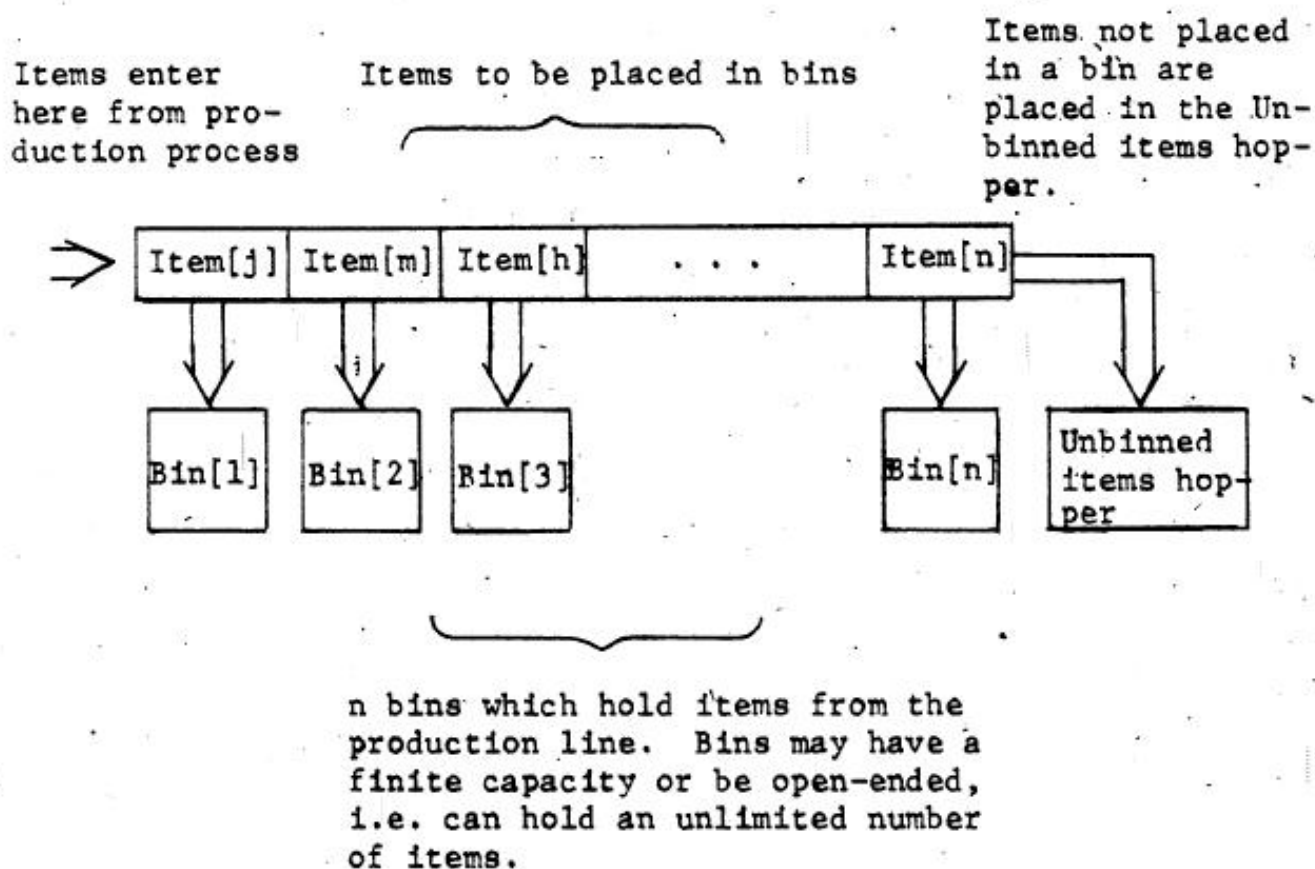 Items enter
here from pro-
duction process
Items to be placed in bins
Items not placed
in a bin are
placed in the Un-
binned items hop-
per.
Item[j] Item[m] Item[h] . . . Item[n]
Bin[1] Bin[2] Bin[3] Bin[n]
Unbinned
items hop-
per
n bins which hold items from the
production line. Bins may have a
finite capacity or be open-ended,
i.e. can hold an unlimited number
of items.